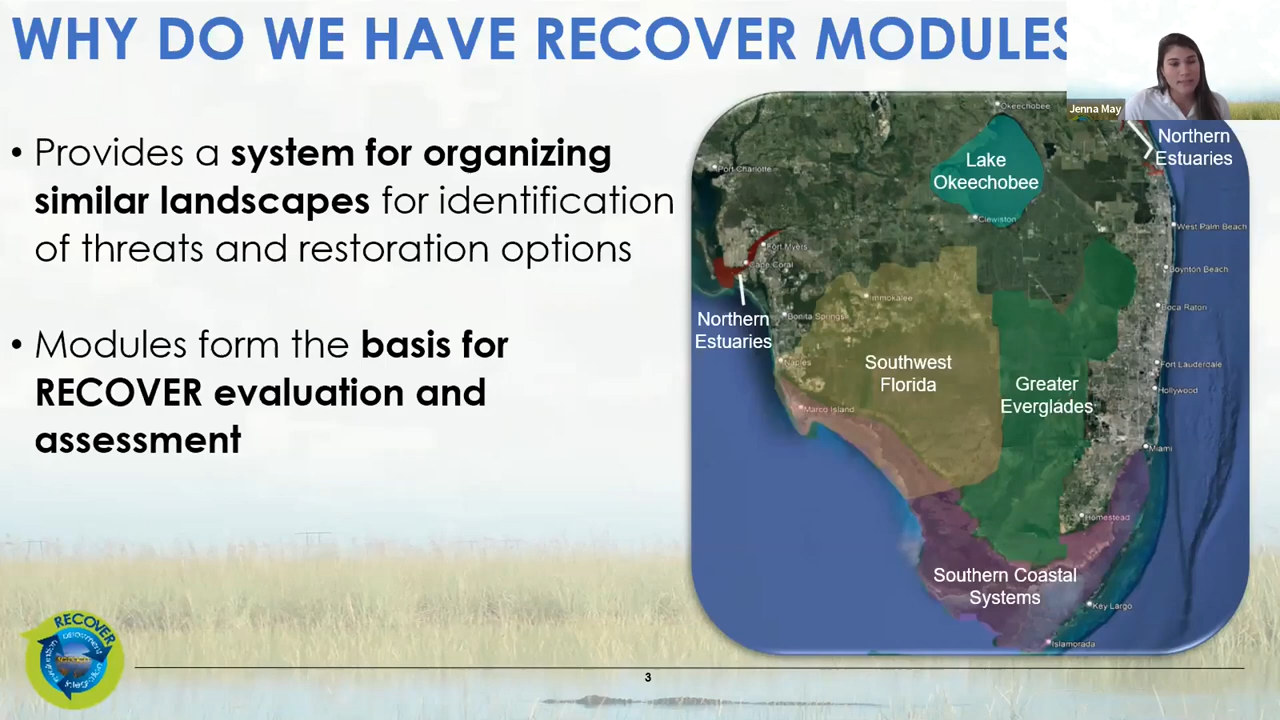 WHY DO WE HAVE RECOVER MODULES
Jenna May
• Provides a system for organizing
similar landscapes for identification
of threats and restoration options
• Modules form the basis for
RECOVER evaluation and
assessment
Okeechobee
Northern
Estuaries
Lake
Okeechobee
Port Charlotte
Clewiston
West Palm Beach
Fort Myers
Cape Coral
Boynton Beach
Immokalee
Boca Raton
Bonita Springs
Northern
Estuaries
Southwest
Florida
Naples
Fort Lauderdale
Greater
Everglades
Hollywood
Marco Island
Miami
Homestead
Southern Coastal
Systems
Key Largo
Islamorada
RECOVER
3